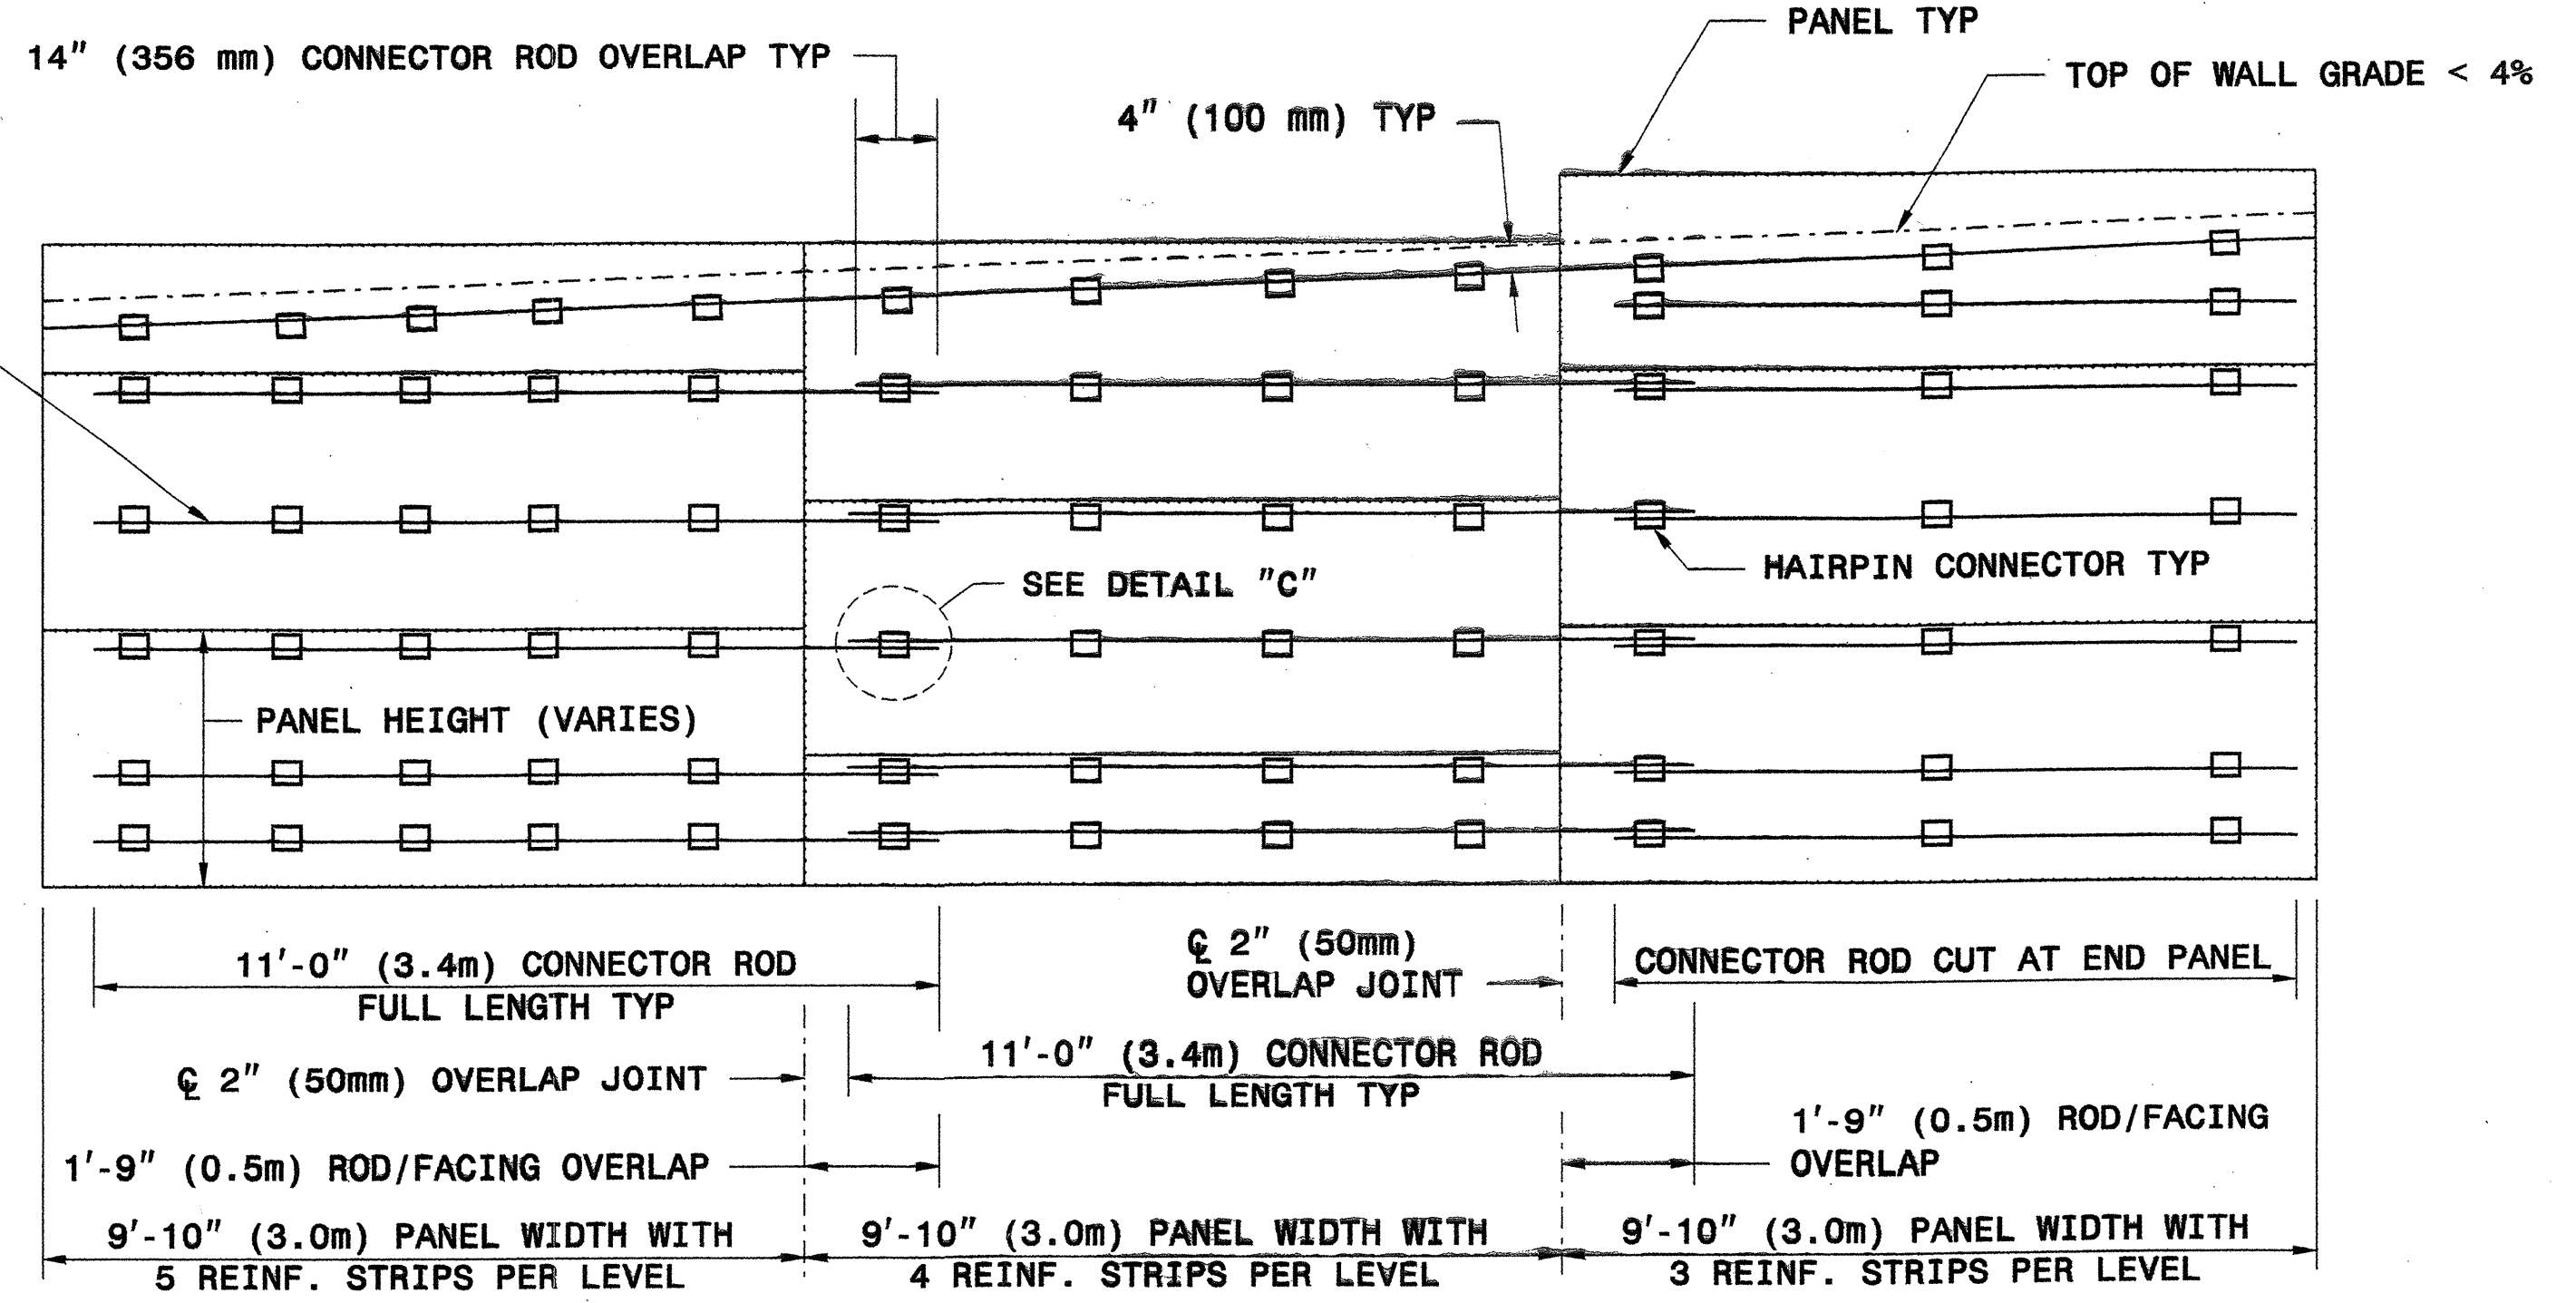 PANEL TYP
14" (356 mm) CONNECTOR ROD OVERLAP TYP
TOP OF WALL GRADE < 4%
4" (100 mm) TYP
HAIRPIN CONNECTOR TYP
SEE DETAIL "C"
PANEL HEIGHT (VARIES)
11'-0" (3.4m) CONNECTOR ROD
FULL LENGTH TYP
℄ 2" (50mm)
OVERLAP JOINT
CONNECTOR ROD CUT AT END PANEL
℄ 2" (50mm) OVERLAP JOINT
11'-0" (3.4m) CONNECTOR ROD
FULL LENGTH TYP
1'-9" (0.5m) ROD/FACING OVERLAP
1'-9" (0.5m) ROD/FACING
OVERLAP
9'-10" (3.0m) PANEL WIDTH WITH
5 REINF. STRIPS PER LEVEL
9'-10" (3.0m) PANEL WIDTH WITH
4 REINF. STRIPS PER LEVEL
9'-10" (3.0m) PANEL WIDTH WITH
3 REINF. STRIPS PER LEVEL